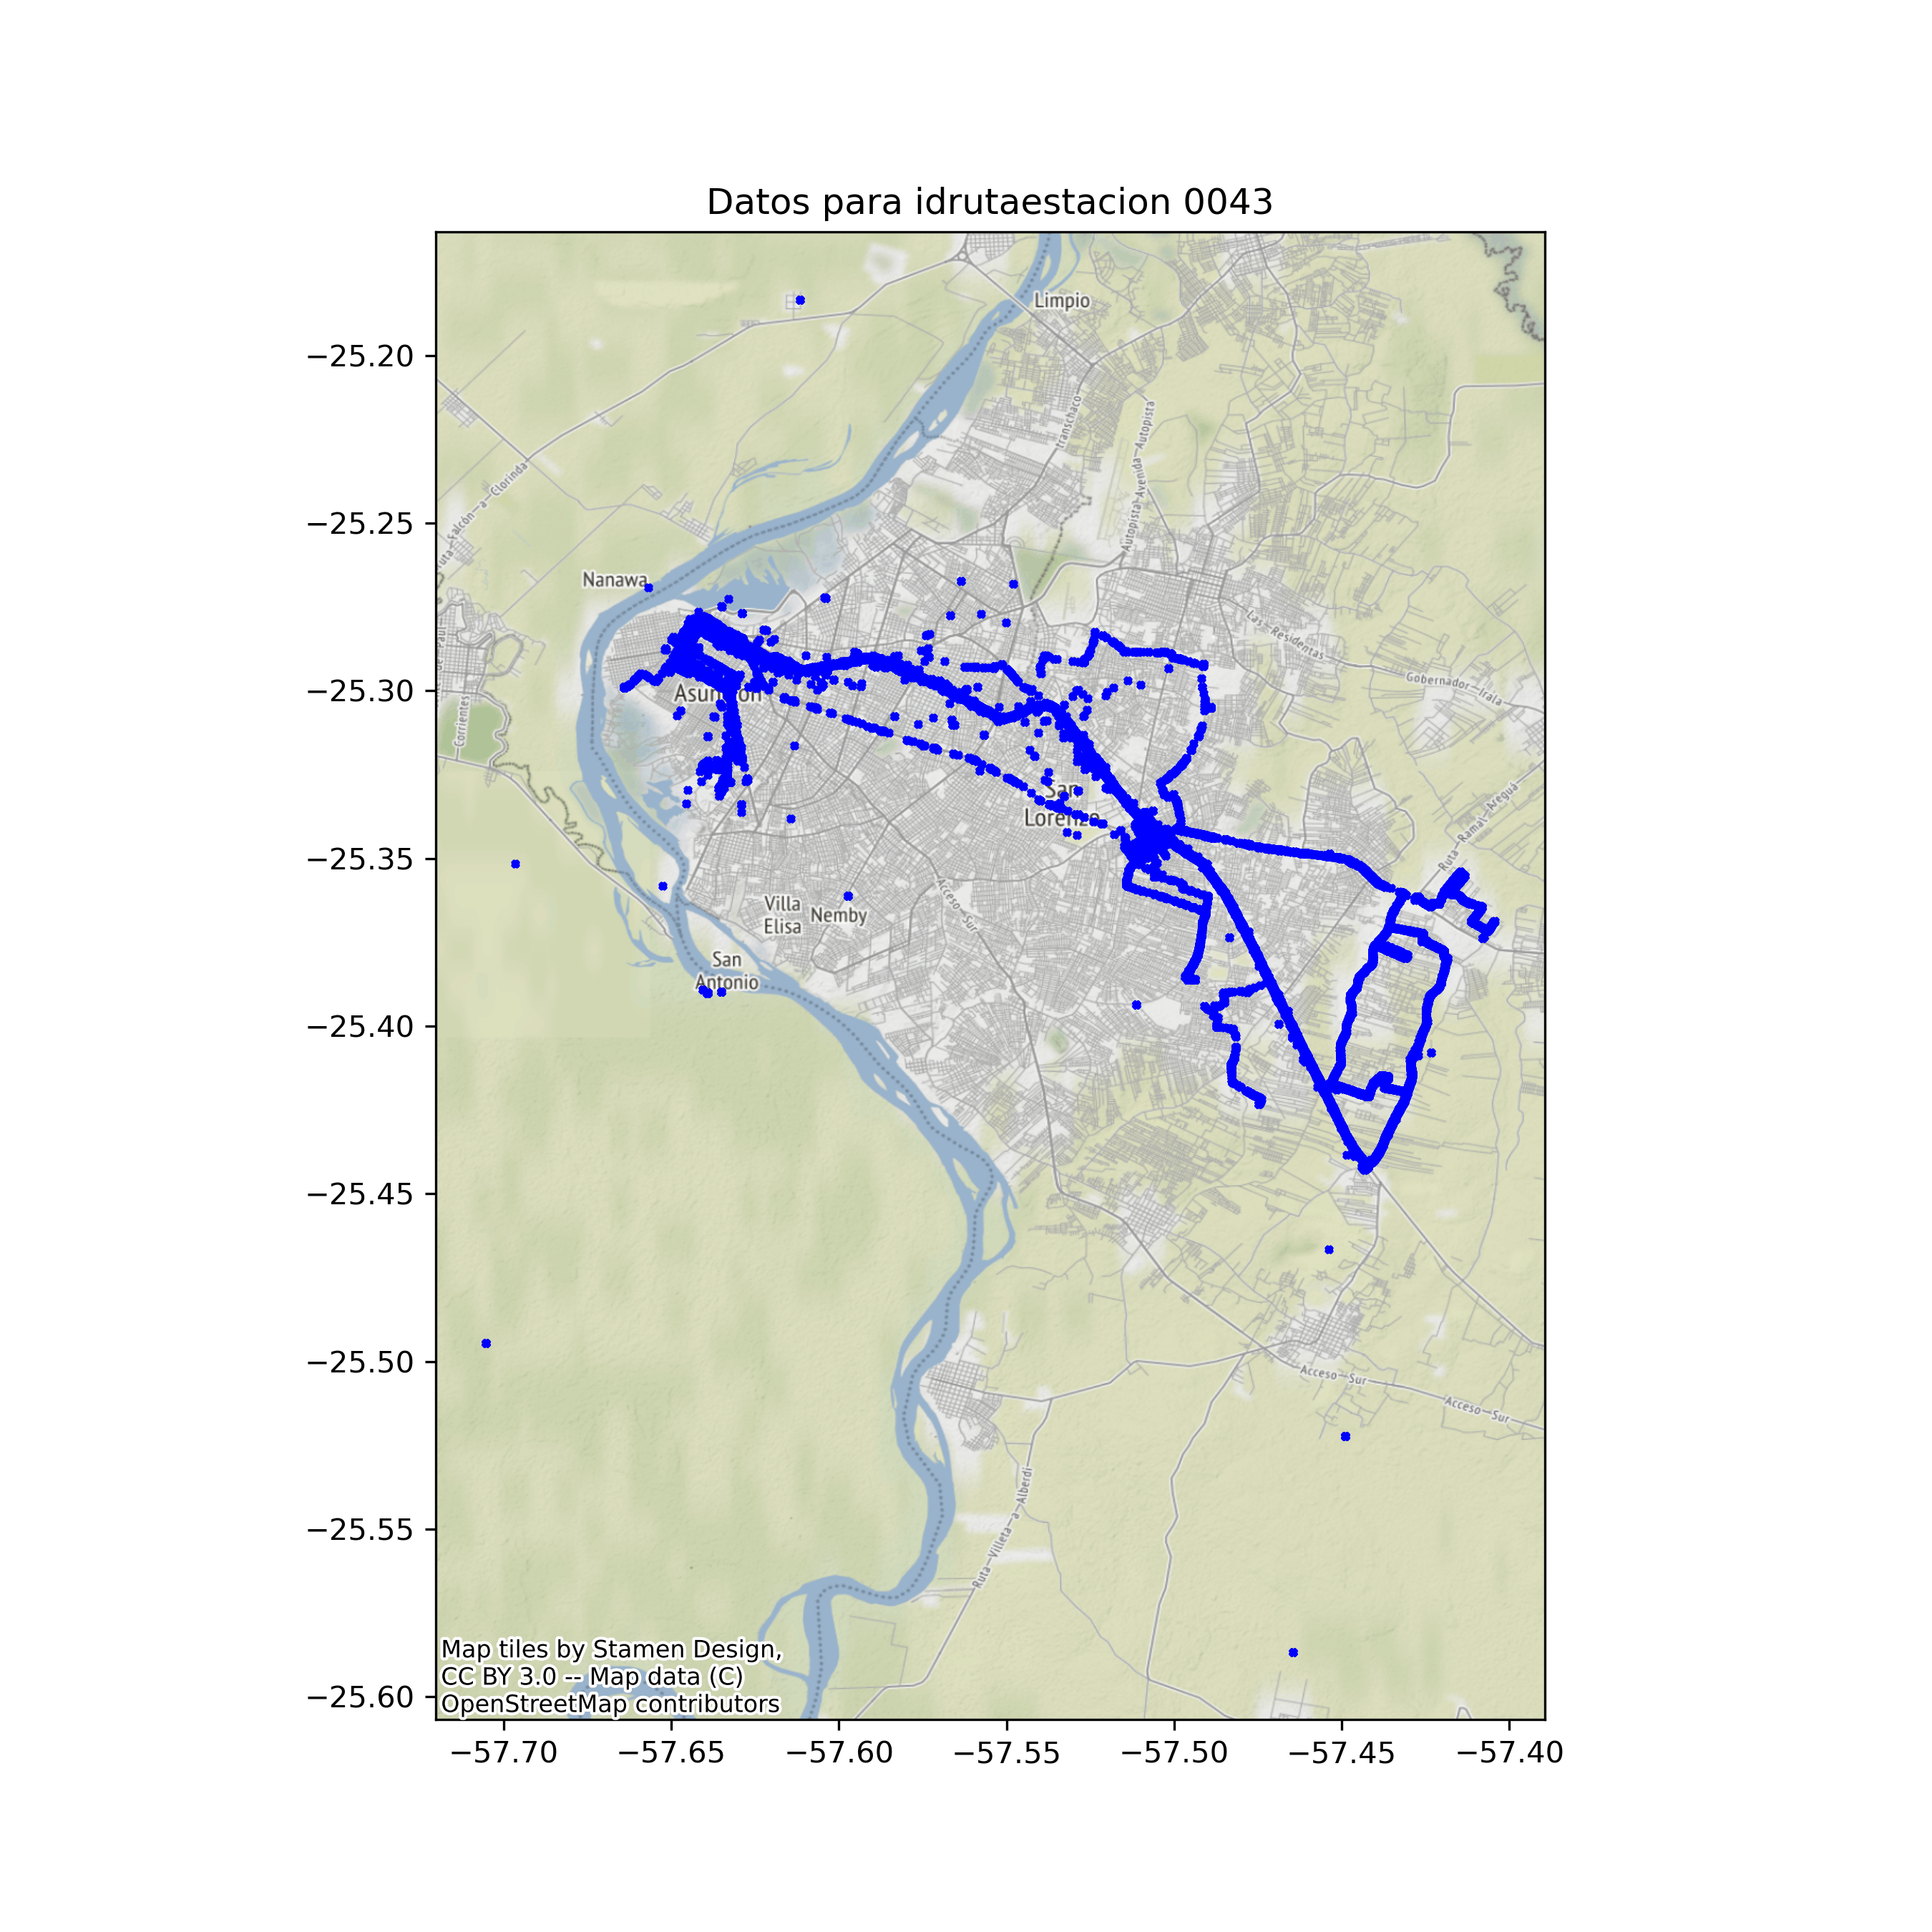 Datos para idrutaestacion 0043
Limpio
transchaco
Autopista-Avenida-Autopista
Clorinda
Nanawa
Las-Residentas
Gobernador-Irala
Corrientes
Asun
San
Lorenzo
Ruta-Ramal-Aregua
Villa
Elisa
Nemby
Acceso-Sur
San
Antonio
Acceso-Sur
Acceso-Sur
Ruta-Villeta-a-Alberdi
Map tiles by Stamen Design,
CC BY 3.0 -- Map data (C)
OpenStreetMap contributors
−25.20
−25.25
−25.30
−25.35
−25.40
−25.45
−25.50
−25.55
−25.60
−57.70
−57.65
−57.60
−57.55
−57.50
−57.45
−57.40